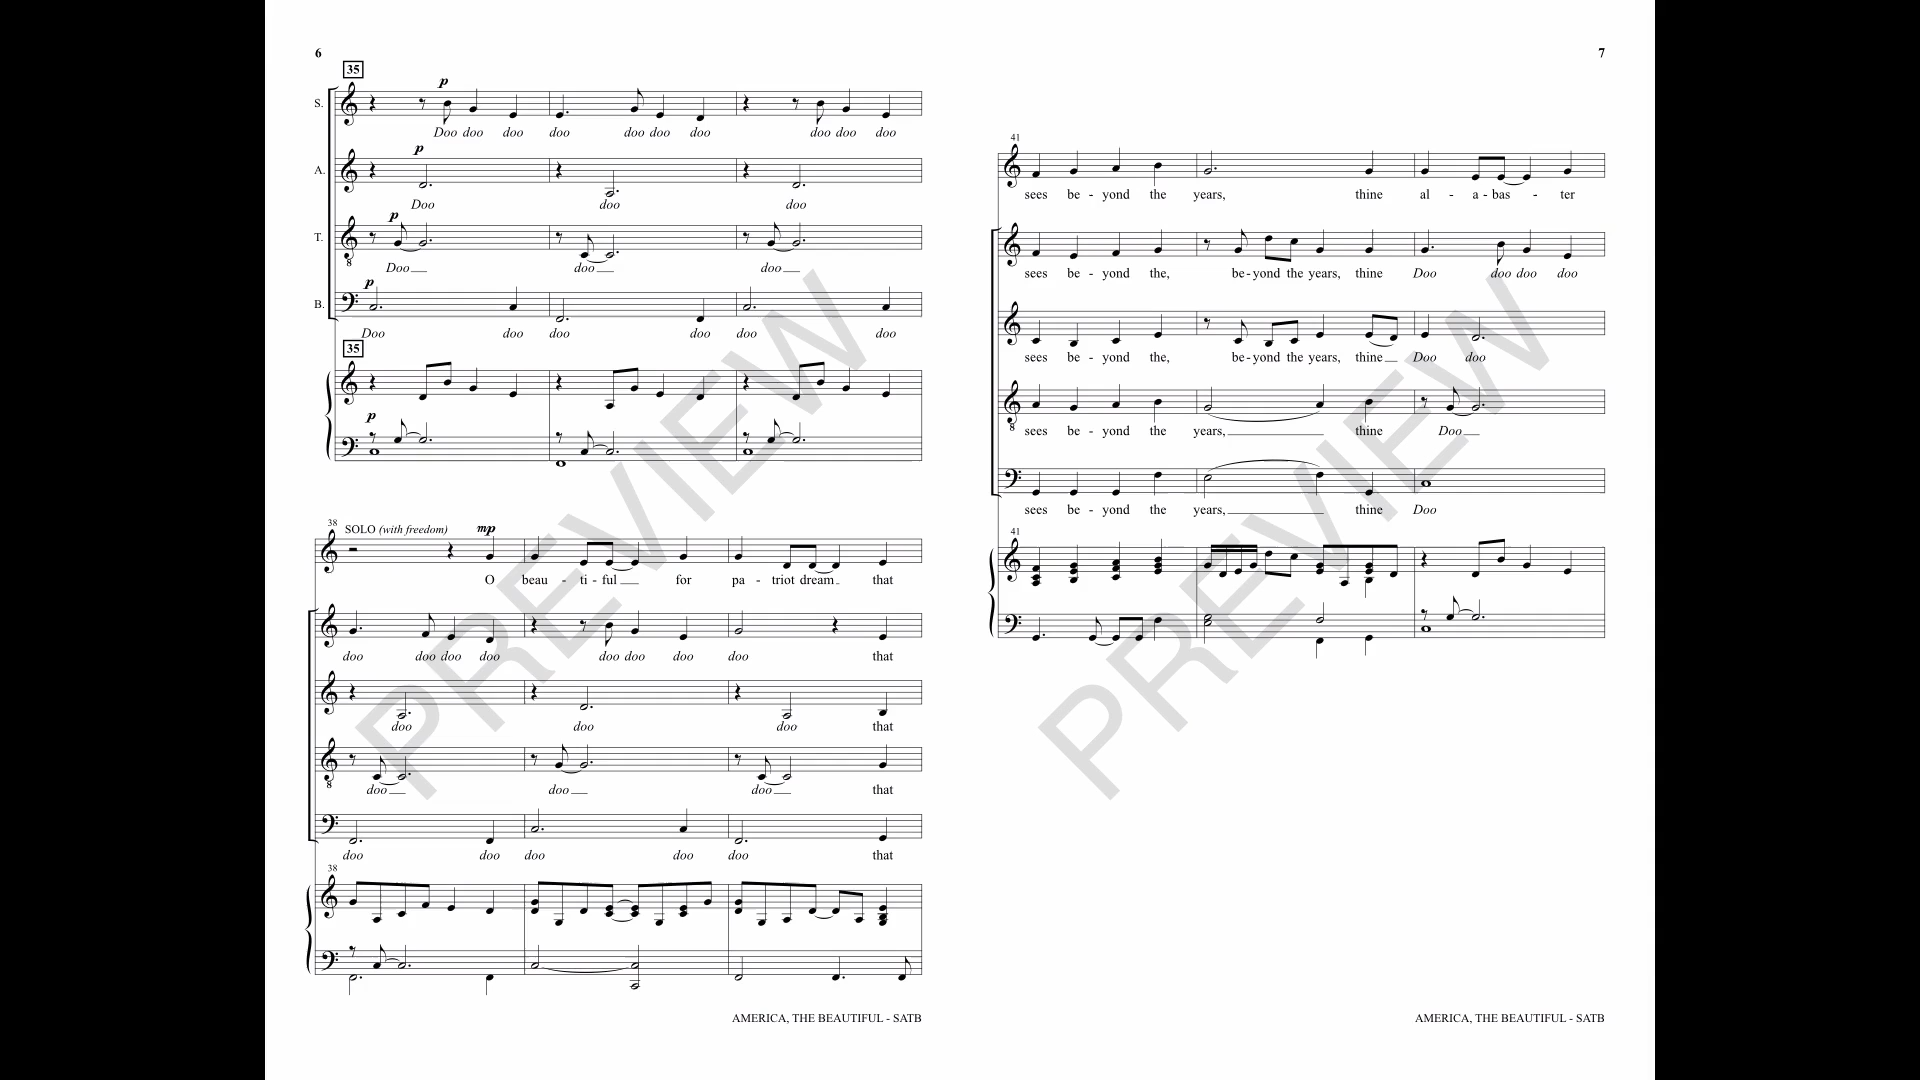 6
35
p
S.
Doo doo doo doo doo doo doo doo doo doo
p
A.
Doo doo doo
p
T.
Doo doo doo
p
B.
Doo doo doo doo doo doo
35
p
38 SOLO (with freedom) mp
O beau - ti - ful for pa - triot dream that
doo doo doo doo doo doo doo doo that
doo doo doo that
doo doo doo that
doo doo doo doo doo that
38
AMERICA, THE BEAUTIFUL - SATB
PREVIEW
7
41
sees be - yond the years, thine al - a - bas - ter
sees be - yond the, be - yond the years, thine Doo doo doo doo
sees be - yond the, be - yond the years, thine Doo doo
sees be - yond the years, thine Doo
sees be - yond the years, thine Doo
41
AMERICA, THE BEAUTIFUL - SATB
PREVIEW